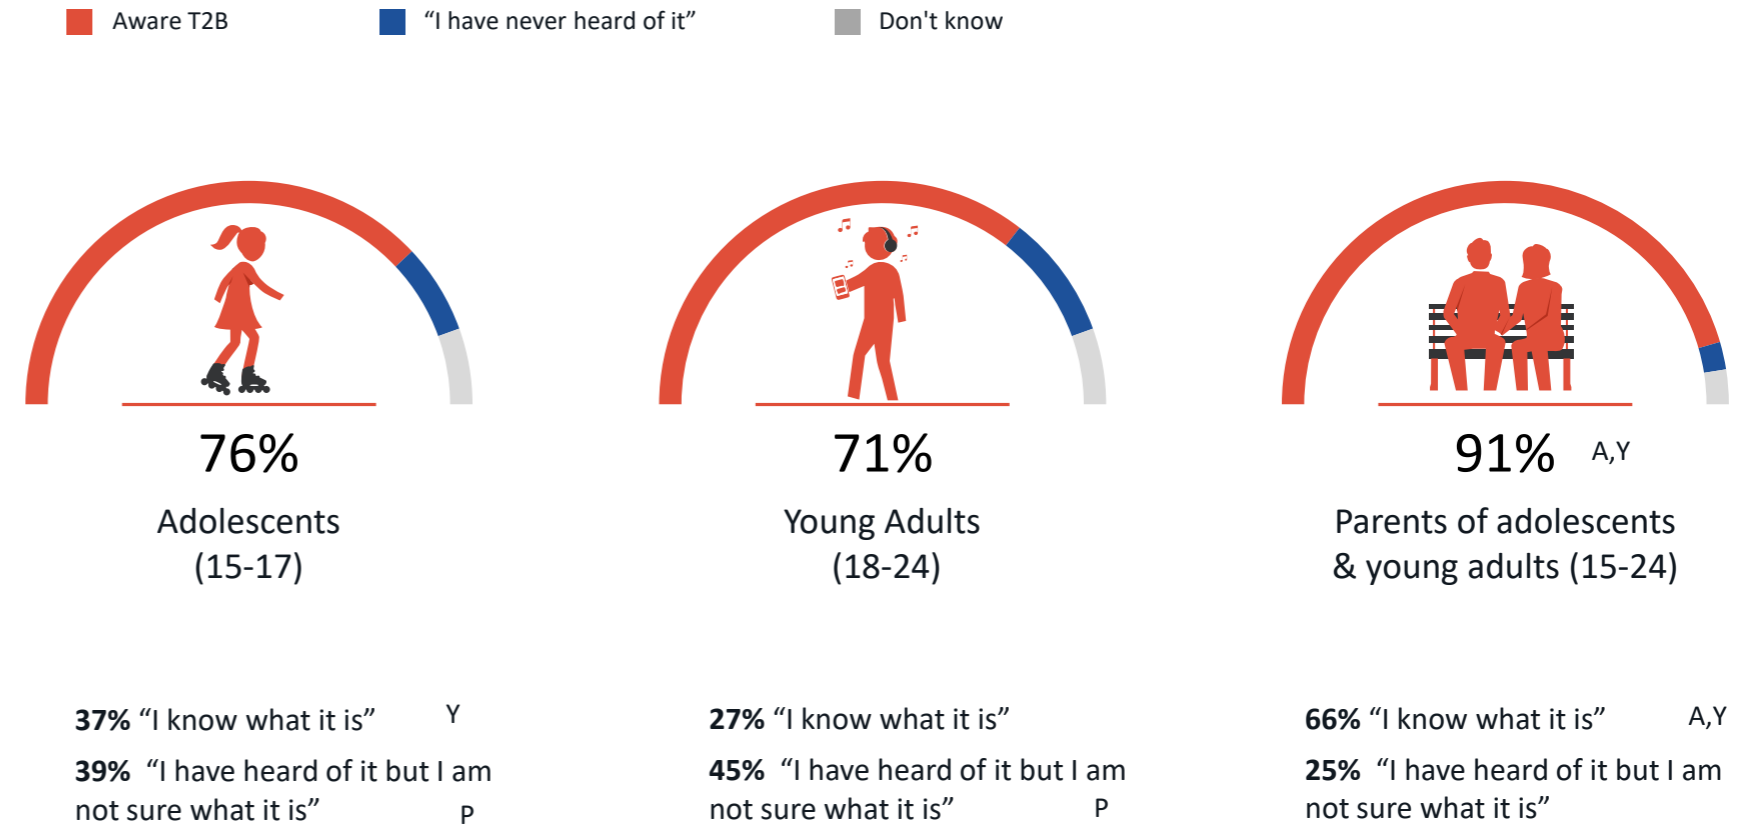 Aware T2B
“I have never heard of it”
Don't know
76%
Adolescents
(15-17)
37% “I know what it is” Y
39% “I have heard of it but I am
not sure what it is” P
71%
Young Adults
(18-24)
27% “I know what it is”
45% “I have heard of it but I am
not sure what it is” P
91% A,Y
Parents of adolescents
& young adults (15-24)
66% “I know what it is” A,Y
25% “I have heard of it but I am
not sure what it is”